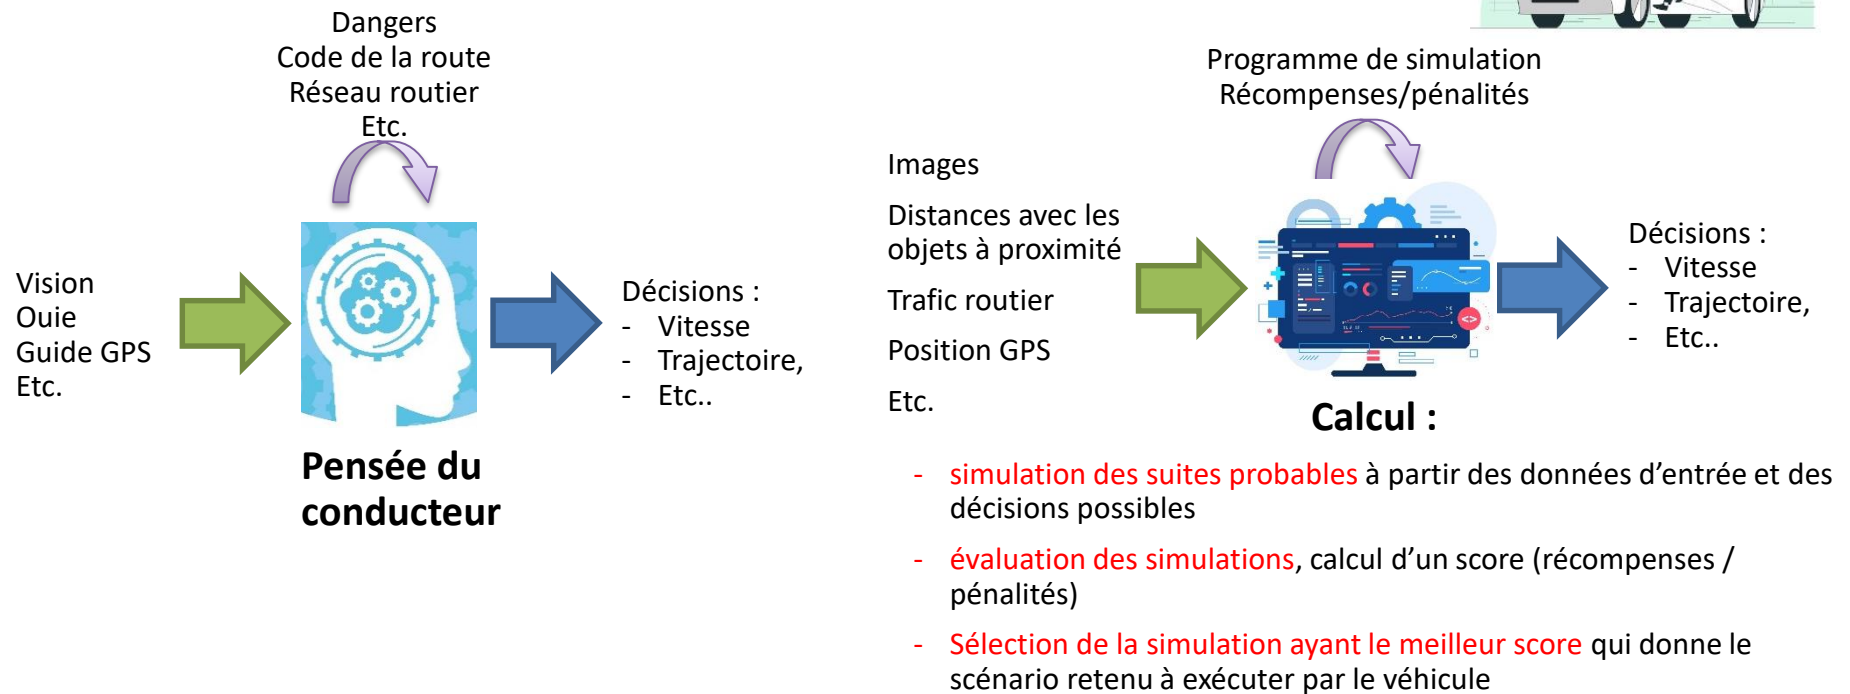 Dangers
Code de la route
Réseau routier
Etc.
Vision
Ouie
Guide GPS
Etc.
Pensée du
conducteur
Décisions :
- Vitesse
- Trajectoire,
- Etc..
Programme de simulation
Récompenses/pénalités
Images
Distances avec les
objets à proximité
Trafic routier
Position GPS
Etc.
Décisions :
- Vitesse
- Trajectoire,
- Etc..
Calcul :
- simulation des suites probables à partir des données d’entrée et des
décisions possibles
- évaluation des simulations, calcul d’un score (récompenses /
pénalités)
- Sélection de la simulation ayant le meilleur score qui donne le
scénario retenu à exécuter par le véhicule